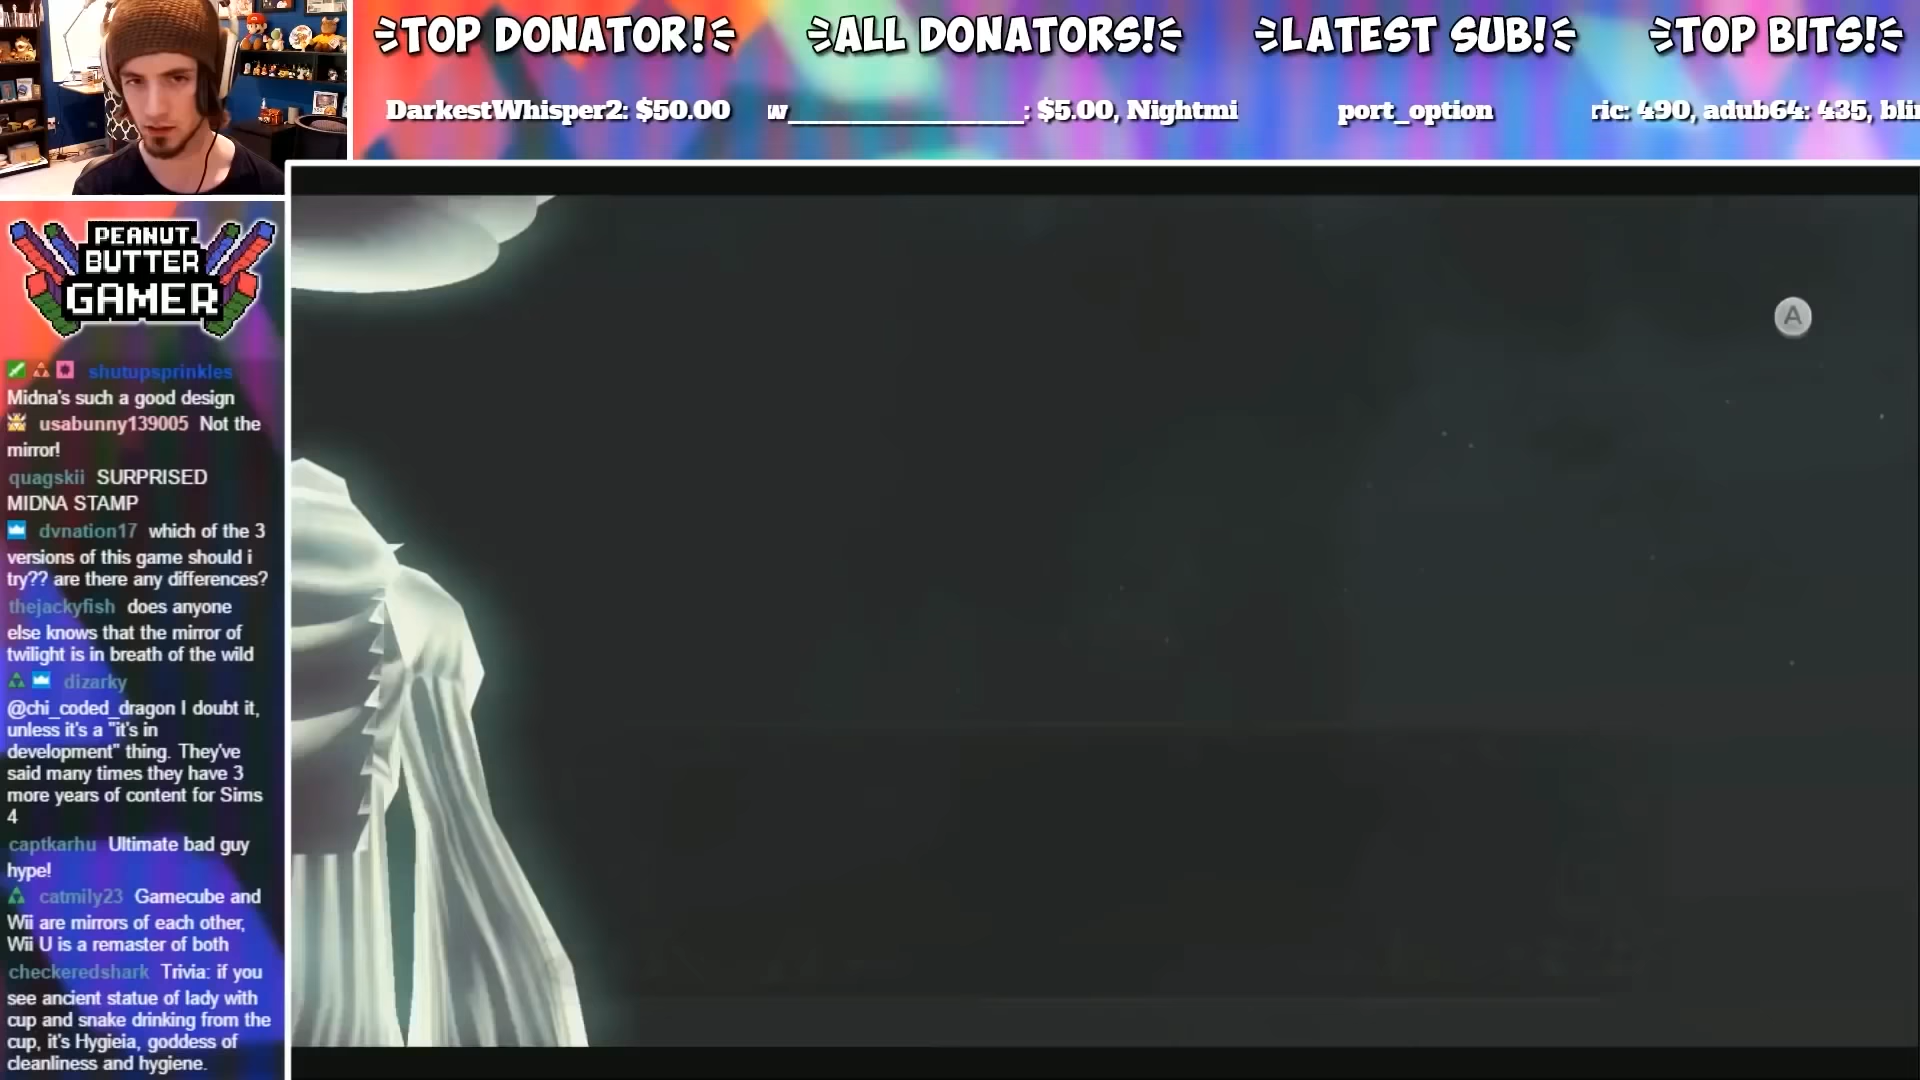 TOP DONATOR!
ALL DONATORS!
LATEST SUB!
TOP BITS!
DarkestWhisper2: $50.00
w____________________: $5.00, Nightmi
port_option
ric: 490, adub64: 435, blin
PEANUT
BUTTER
GAMER
A
shutupsprinkles
Midna's such a good design
usabunny139005 Not the
mirror!
quagskii SURPRISED
MIDNA STAMP
dvnation17 which of the 3
versions of this game should i
try?? are there any differences?
thejackyfish does anyone
else knows that the mirror of
twilight is in breath of the wild
dizarky
@chi_coded_dragon I doubt it,
unless it's a "it's in
development" thing. They've
said many times they have 3
more years of content for Sims
4
captkarhu Ultimate bad guy
hype!
catmily23 Gamecube and
Wii are mirrors of each other,
Wii U is a remaster of both
checkeredshark Trivia: if you
see ancient statue of lady with
cup and snake drinking from the
cup, it's Hygieia, goddess of
cleanliness and hygiene.